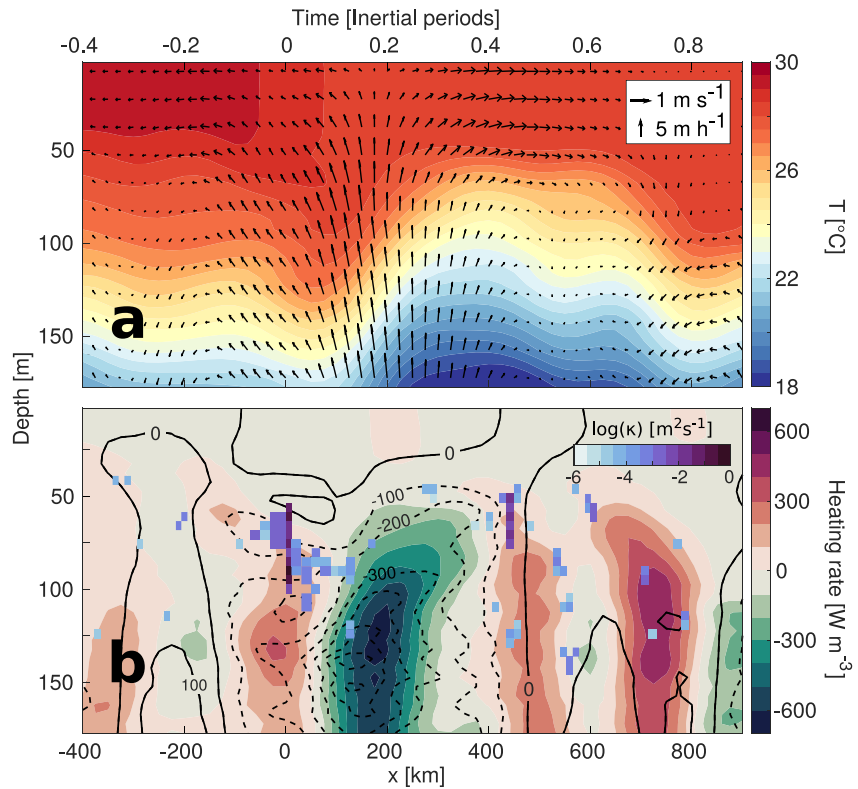 Time [Inertial periods]
-0.4 -0.2 0 0.2 0.4 0.6 0.8
1 m s-1
5 m h-1
50
100
150
a
30
26
22
18
T [°C]
Depth [m]
0
0
log(κ) [m²s-1]
-6 -4 -2 0
-100
-200
-300
100
0
50
100
150
b
600
300
0
-300
-600
Heating rate [W m-3]
-400 -200 0 200 400 600 800
x [km]